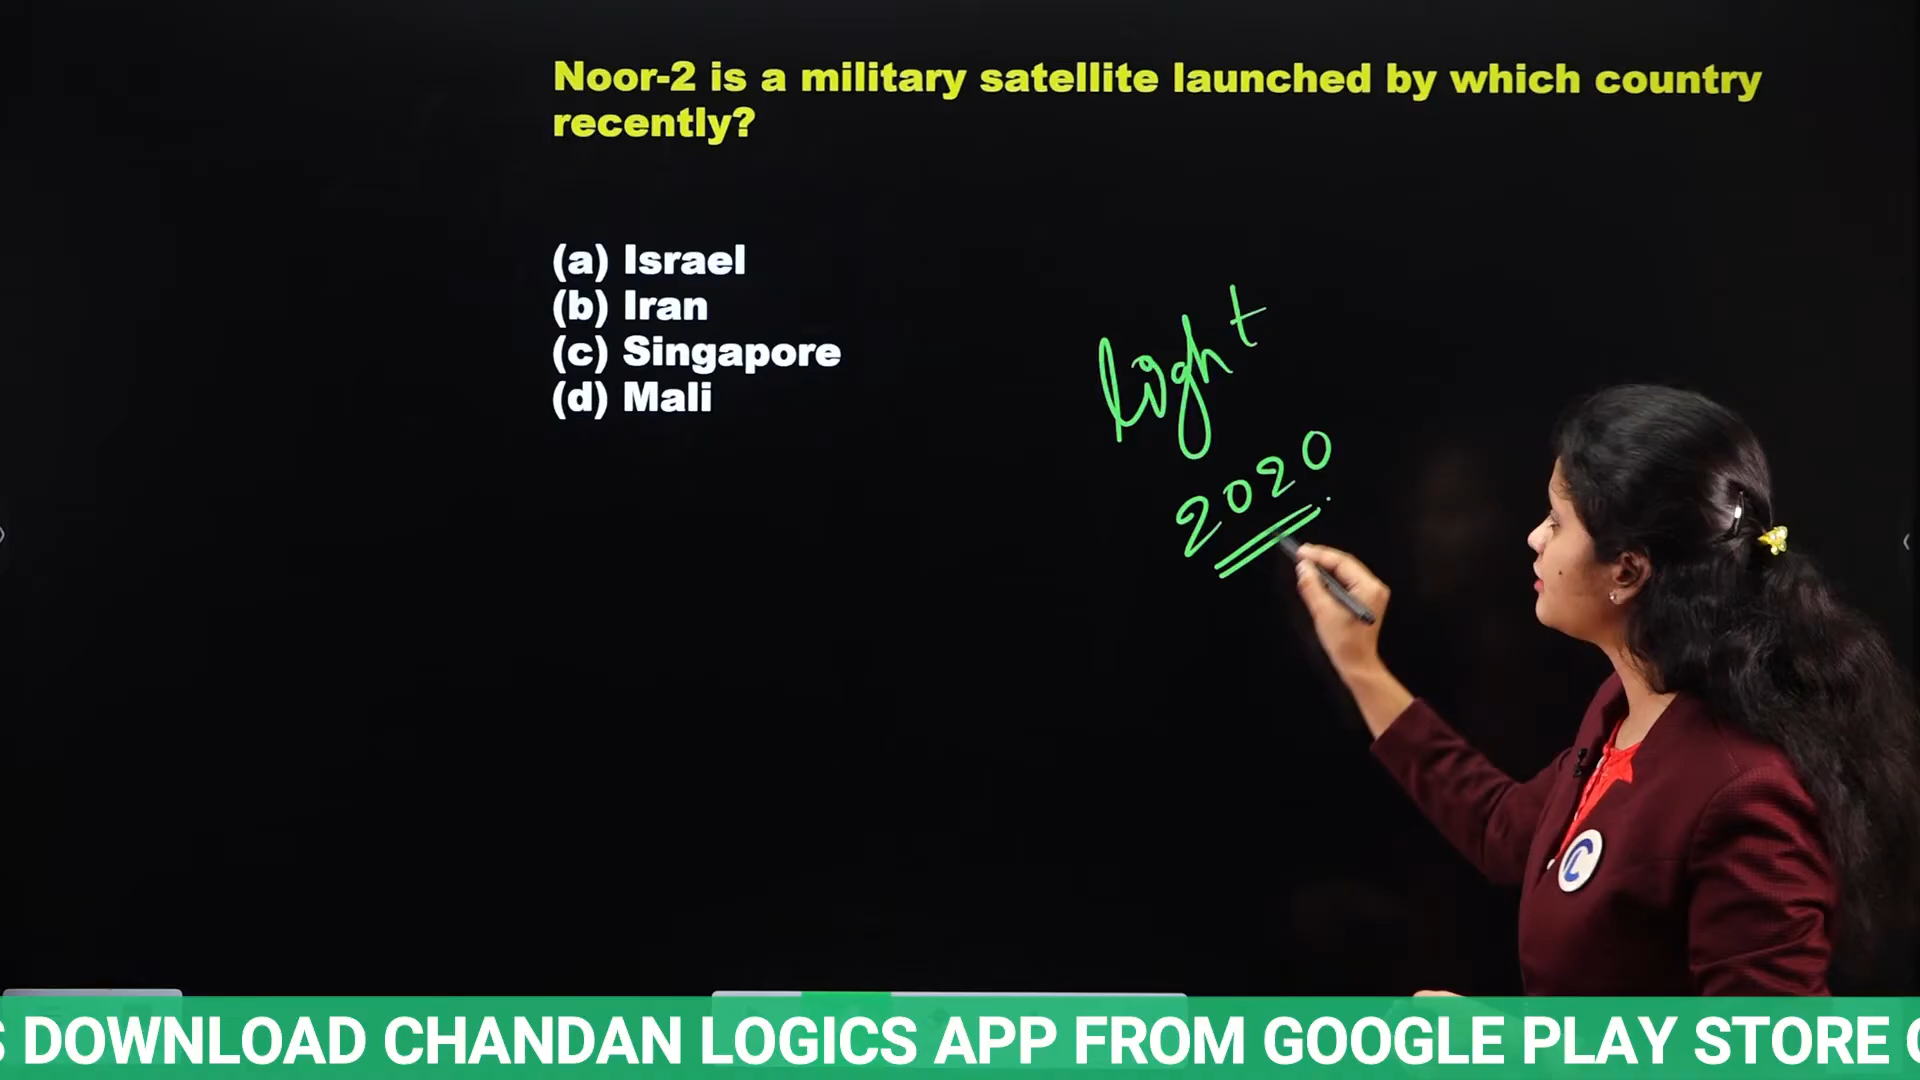 Noor-2 is a military satellite launched by which country
recently?
(a) Israel
(b) Iran
(c) Singapore
(d) Mali
Light
2020
S DOWNLOAD CHANDAN LOGICS APP FROM GOOGLE PLAY STORE